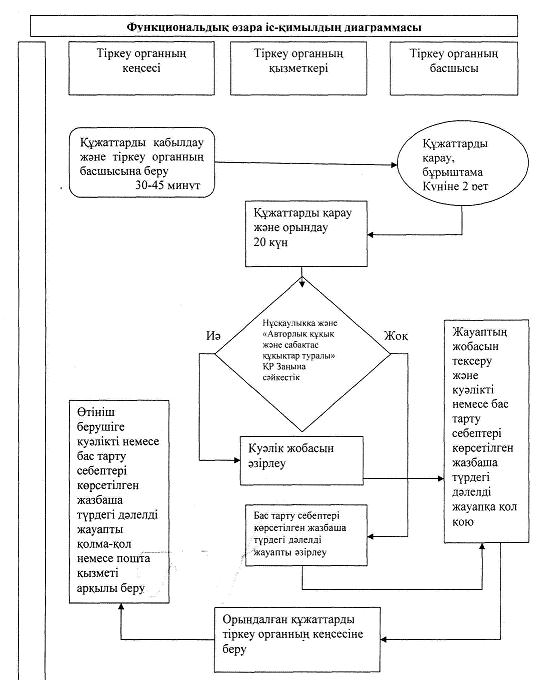 Функциональдық өзара іс-қимылдың диаграммасы
Тіркеу органның
кеңсесі
Тіркеу органның
қызметкері
Тіркеу органның
басшысы
Құжаттарды қабылдау
және тіркеу органның
басшысына беру
30-45 минут
Құжаттарды
қарау,
бұрыштама
Күніне 2 рет
Құжаттарды қарау
және орындау
20 күн
Иә
Нұсқаулыққа және
«Авторлық құқық
және сабақтас
құқықтар туралы»
ҚР Заңына
сәйкестік
Жоқ
Жауаптың
жобасын
тексеру
және
куәлікті
немесе бас
тарту
себептері
көрсетілген
жазбаша
түрдегі
дәлелді
жауапқа қол
қою
Өтініш
берушіге
куәлікті немесе
бас тарту
себептері
көрсетілген
жазбаша
түрдегі дәлелді
жауапты
қолма-қол
немесе пошта
қызметі
арқылы беру
Куәлік жобасын
әзірлеу
Бас тарту себептері
көрсетілген жазбаша
түрдегі дәлелді
жауапты әзірлеу
Орындалған құжаттарды
тіркеу органның кеңсесіне
беру